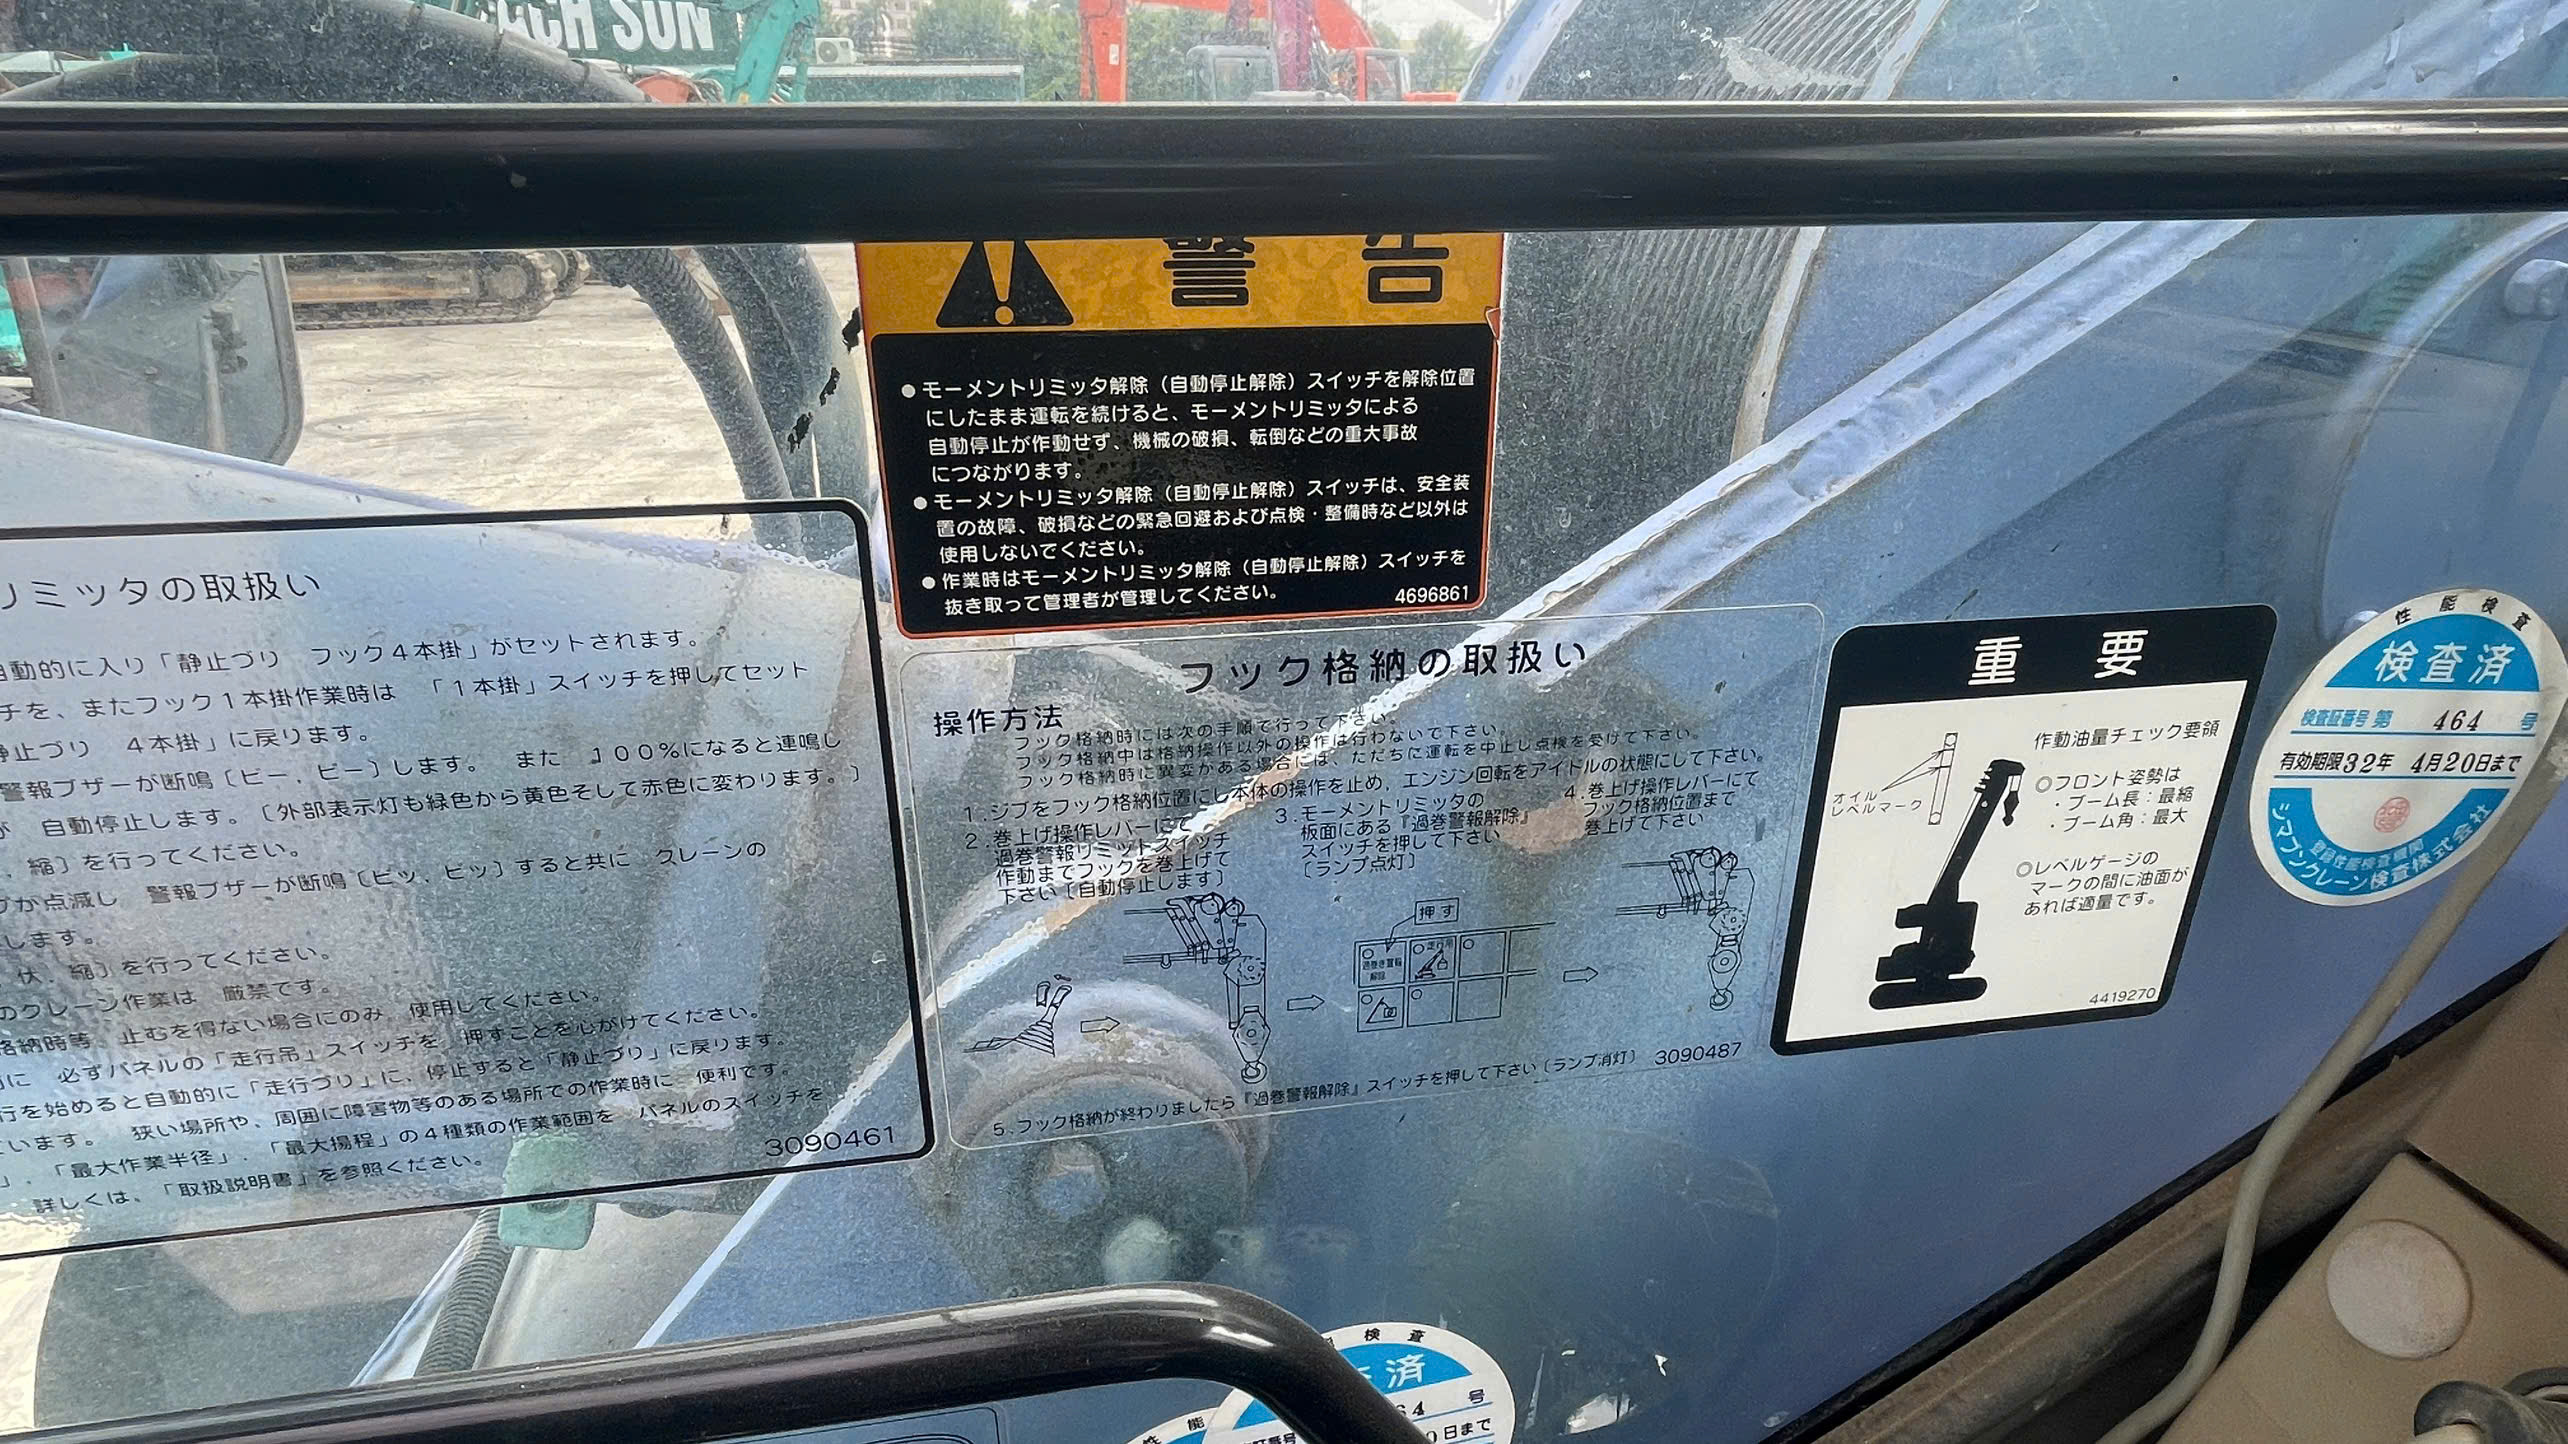 CH SUN
警告
●モーメントリミッタ解除（自動停止解除）スイッチを解除位置
にしたまま運転を続けると、モーメントリミッタによる
自動停止が作動せず、機械の破損、転倒などの重大事故
につながります。
●モーメントリミッタ解除（自動停止解除）スイッチは、安全装
置の故障、破損などの緊急回避および点検・整備時など以外は
使用しないでください。
●作業時はモーメントリミッタ解除（自動停止解除）スイッチを
抜き取って管理者が管理してください。
4696861
リミッタの取扱い
自動的に入り「静止づり フック4本掛」がセットされます。
チを、またフック1本掛作業時は 「1本掛」スイッチを押してセット
静止づり 4本掛」に戻ります。
警報ブザーが断鳴〔ピー、ピー〕します。 また 100%になると連鳴し
が 自動停止します。〔外部表示灯も緑色から黄色そして赤色に変わります。〕
、縮〕を行ってください。
プが点滅し 警報ブザーが断鳴〔ピッ、ピッ〕すると共に クレーンの
します。
伏、縮〕を行ってください。
のクレーン作業は 厳禁です。
格納時等 止むを得ない場合にのみ 使用してください。
に 必ずパネルの「走行吊」スイッチを 押すことを心がけてください。
行を始めると自動的に「走行づり」に、停止すると「静止づり」に戻ります。
います。 狭い場所や、周囲に障害物等のある場所での作業時に 便利です。
」、「最大作業半径」、「最大揚程」の4種類の作業範囲を パネルのスイッチを
詳しくは、「取扱説明書」を参照ください。
3090461
フック格納の取扱い
操作方法
フック格納時には次の手順で行って下さい。
フック格納中は格納操作以外の操作は行わないで下さい。
フック格納時に異変がある場合には、ただちに運転を中止し点検を受けて下さい。
1.ジブをフック格納位置にし本体の操作を止め，エンジン回転をアイドルの状態にして下さい。
2.巻上げ操作レバーにて
過巻警報リミットスイッチ
作動までフックを巻上げて
下さい〔自動停止します〕
3.モーメントリミッタの
板面にある『過巻警報解除』
スイッチを押して下さい
〔ランプ点灯〕
4.巻上げ操作レバーにて
フック格納位置まで
巻上げて下さい
押す
過巻き警報
解除
走行吊
5.フック格納が終わりましたら『過巻警報解除』スイッチを押して下さい〔ランプ消灯〕
3090487
重要
作動油量チェック要領
オイル
レベルマーク
○フロント姿勢は
・ブーム長：最縮
・ブーム角：最大
○レベルゲージの
マークの間に油面が
あれば適量です。
4419270
性能検査
検査済
検査証番号 第 464 号
有効期限32年 4月20日まで
登録性能検査機関
シマブンクレーン検査株式会社
検査
済
64 号
0日まで
性能